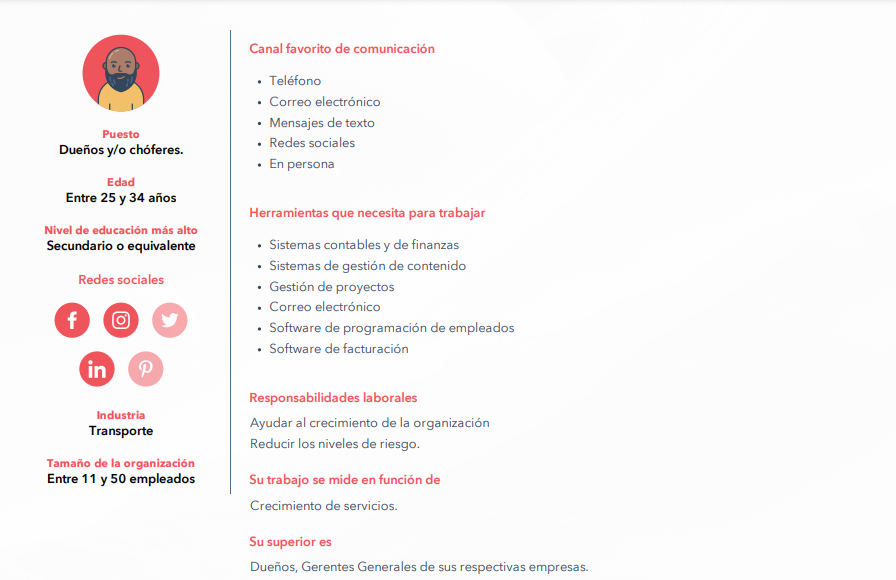 Puesto
Dueños y/o chóferes.
Edad
Entre 25 y 34 años
Nivel de educación más alto
Secundario o equivalente
Redes sociales
f
in
Industria
Transporte
Tamaño de la organización
Entre 11 y 50 empleados
Canal favorito de comunicación
• Teléfono
• Correo electrónico
• Mensajes de texto
• Redes sociales
• En persona
Herramientas que necesita para trabajar
• Sistemas contables y de finanzas
• Sistemas de gestión de contenido
• Gestión de proyectos
• Correo electrónico
• Software de programación de empleados
• Software de facturación
Responsabilidades laborales
Ayudar al crecimiento de la organización
Reducir los niveles de riesgo.
Su trabajo se mide en función de
Crecimiento de servicios.
Su superior es
Dueños, Gerentes Generales de sus respectivas empresas.